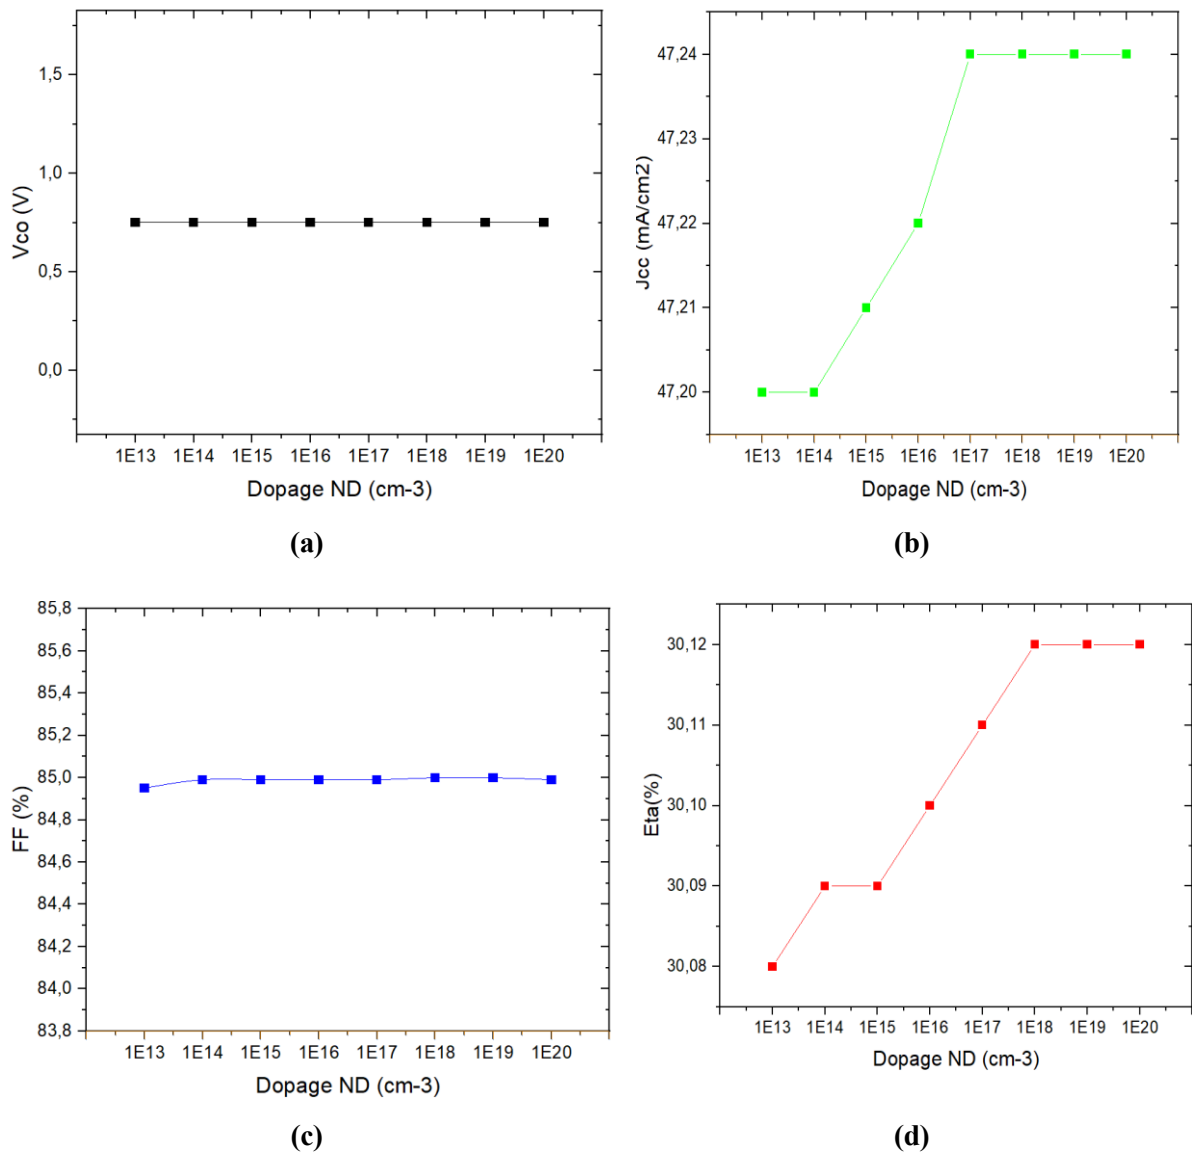 1,5
1,0
0,5
0,0
Vco (V)
1E13 1E14 1E15 1E16 1E17 1E18 1E19 1E20
Dopage ND (cm-3)
(a)
47,24
47,23
47,22
47,21
47,20
Jcc (mA/cm2)
1E13 1E14 1E15 1E16 1E17 1E18 1E19 1E20
Dopage ND (cm-3)
(b)
85,8
85,6
85,4
85,2
85,0
84,8
84,6
84,4
84,2
84,0
83,8
FF (%)
1E13 1E14 1E15 1E16 1E17 1E18 1E19 1E20
Dopage ND (cm-3)
(c)
30,12
30,11
30,10
30,09
30,08
Eta(%)
1E13 1E14 1E15 1E16 1E17 1E18 1E19 1E20
Dopage ND (cm-3)
(d)